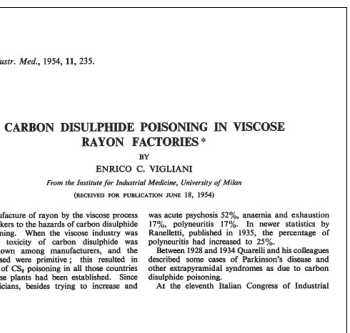 ustr. Med., 1954, 11, 235.
CARBON DISULPHIDE POISONING IN VISCOSE
RAYON FACTORIES*
BY
ENRICO C. VIGLIANI
From the Institute for Industrial Medicine, University of Milan
(RECEIVED FOR PUBLICATION JUNE 18, 1954)
ufacture of rayon by the viscose process
kers to the hazards of carbon disulphide
ning. When the viscose industry was
toxicity of carbon disulphide was
own among manufacturers, and the
sed were primitive ; this resulted in
of CS₂ poisoning in all those countries
se plants had been established. Since
icians, besides trying to increase and
was acute psychosis 52%, anaemia and exhaustion
17%, polyneuritis 17%. In newer statistics by
Ranelletti, published in 1935, the percentage of
polyneuritis had increased to 25%.
Between 1928 and 1934 Quarelli and his colleagues
described some cases of Parkinson's disease and
other extrapyramidal syndromes as due to carbon
disulphide poisoning.
At the eleventh Italian Congress of Industrial